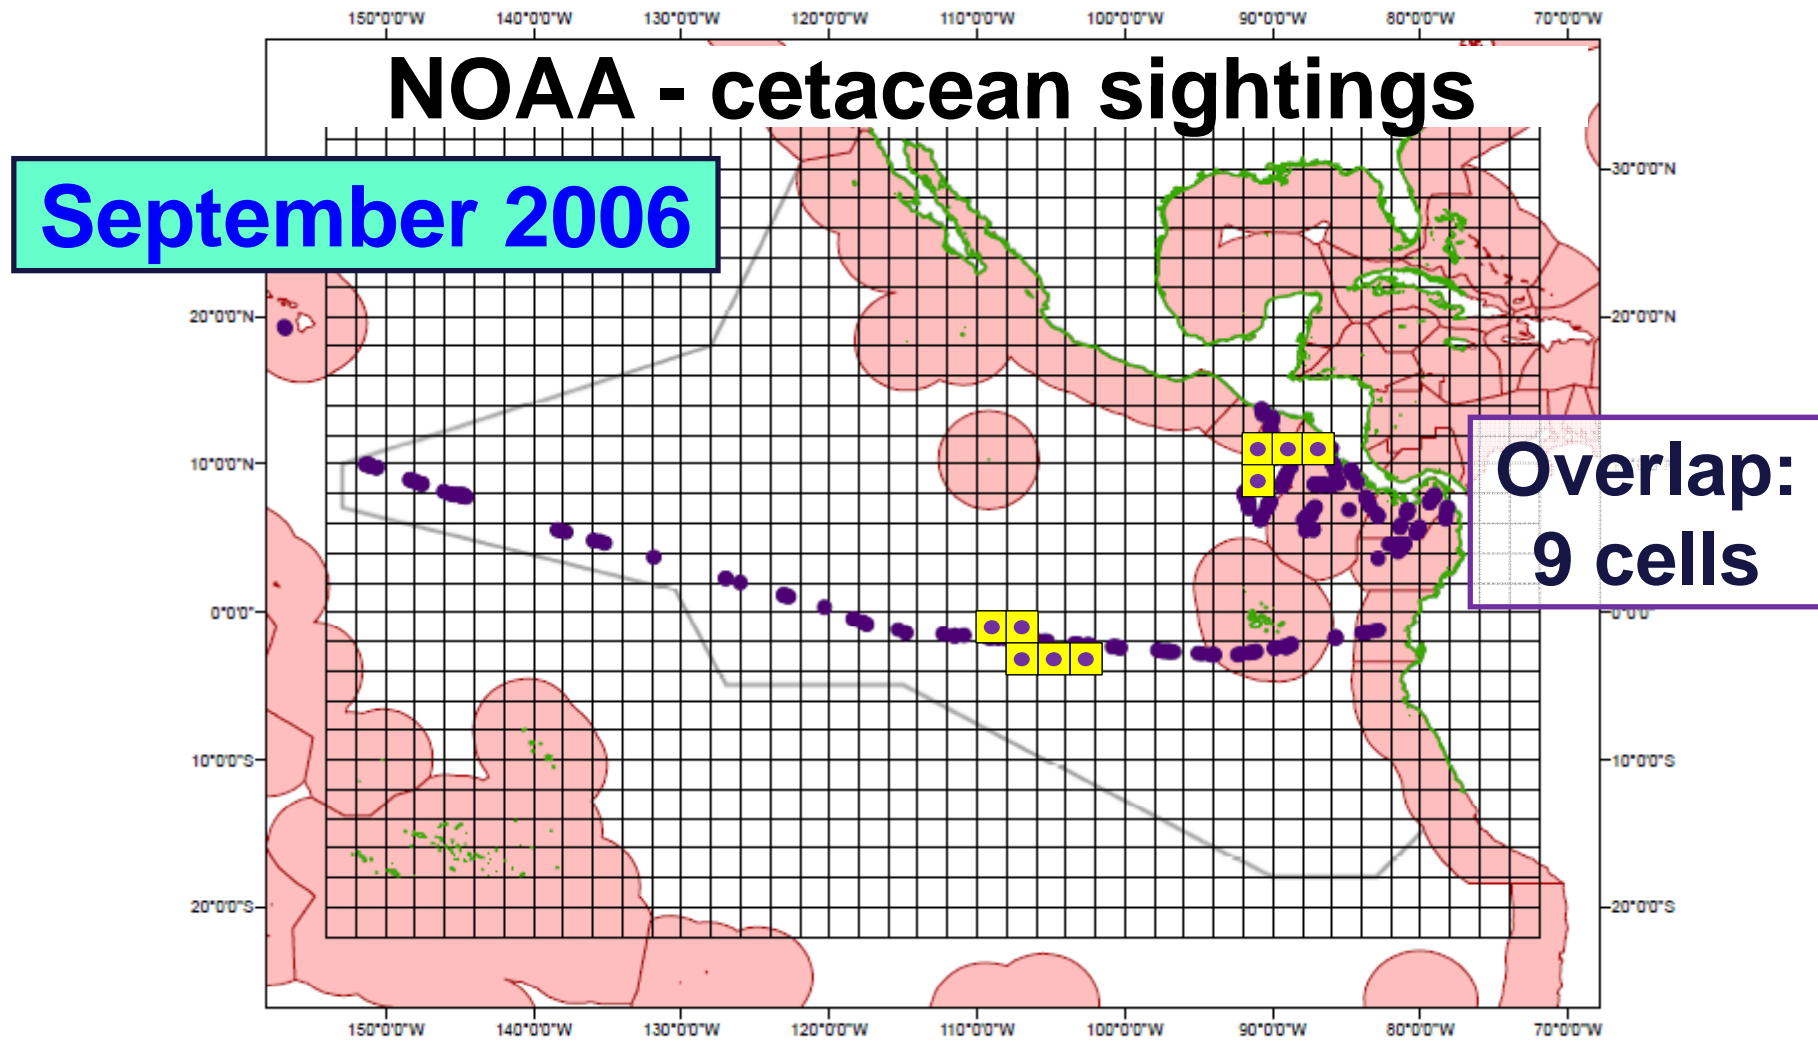 150°0'0"W 140°0'0"W 130°0'0"W 120°0'0"W 110°0'0"W 100°0'0"W 90°0'0"W 80°0'0"W 70°0'0"W
NOAA - cetacean sightings
September 2006
30°0'0"N
20°0'0"N 20°0'0"N
10°0'0"N
Overlap:
9 cells
0°0'0" 0°0'0"
10°0'0"S 10°0'0"S
20°0'0"S 20°0'0"S
150°0'0"W 140°0'0"W 130°0'0"W 120°0'0"W 110°0'0"W 100°0'0"W 90°0'0"W 80°0'0"W 70°0'0"W